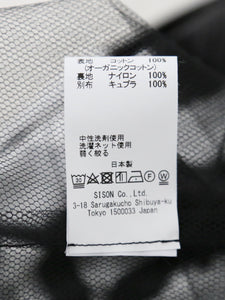 表地 コットン 100%
(オーガニックコットン)
裏地 ナイロン 100%
別布 キュプラ 100%
中性洗剤使用
洗濯ネット使用
弱く絞る
日本製
SISON Co.,Ltd.
3-18 Sarugakucho Shibuya-ku
Tokyo 1500033 Japan